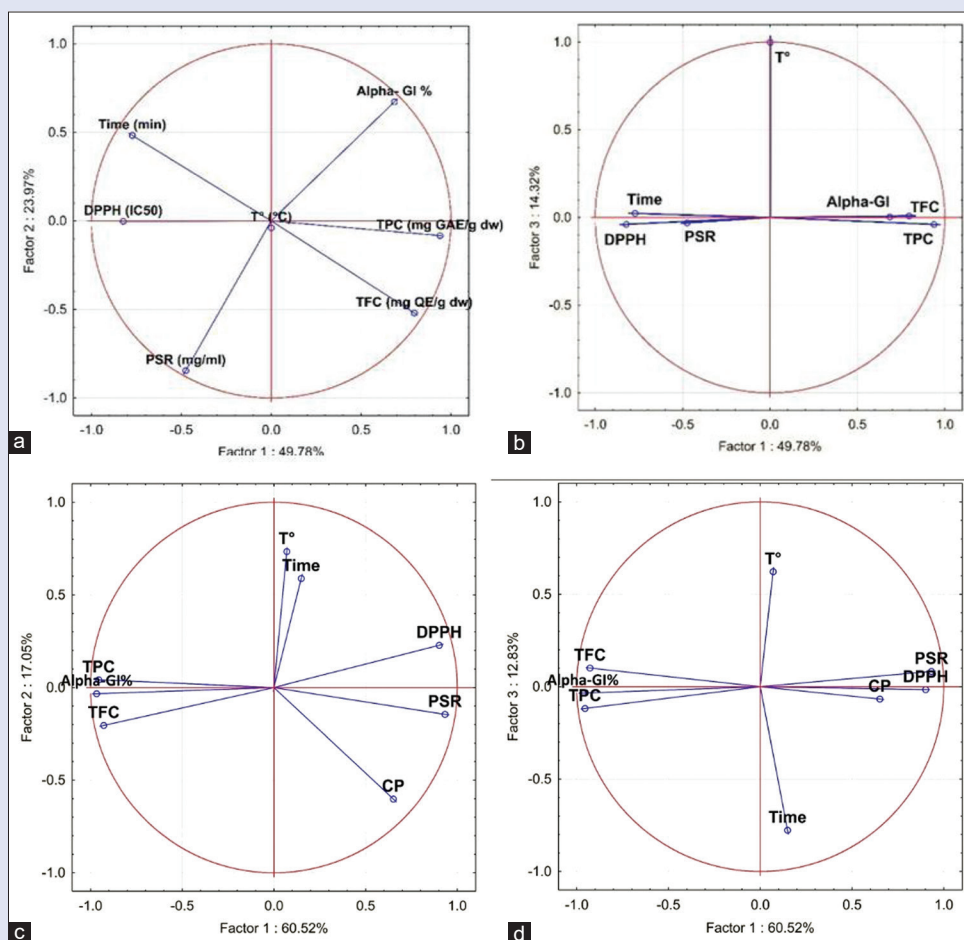 1.0
Alpha- Gl %
Time (min)
0.5
DPPH (IC50)
T° (°C)
0.0
TPC (mg GAE/g dw)
TFC (mg QE/g dw)
-0.5
PSR (mg/ml)
-1.0
Factor 2 : 23.97%
-1.0 -0.5 0.0 0.5 1.0
Factor 1 : 49.78%
a
1.0
T°
0.5
Time
Alpha-Gl
TFC
0.0
DPPH
PSR
TPC
-0.5
-1.0
Factor 3 : 14.32%
-1.0 -0.5 0.0 0.5 1.0
Factor 1 : 49.78%
b
1.0
T°
Time
0.5
DPPH
TPC
Alpha-Gl%
0.0
TFC
PSR
CP
-0.5
-1.0
Factor 2 : 17.05%
-1.0 -0.5 0.0 0.5 1.0
Factor 1 : 60.52%
c
1.0
T°
0.5
TFC
PSR
Alpha-Gl%
DPPH
0.0
TPC
CP
-0.5
Time
-1.0
Factor 3 : 12.83%
-1.0 -0.5 0.0 0.5 1.0
Factor 1 : 60.52%
d